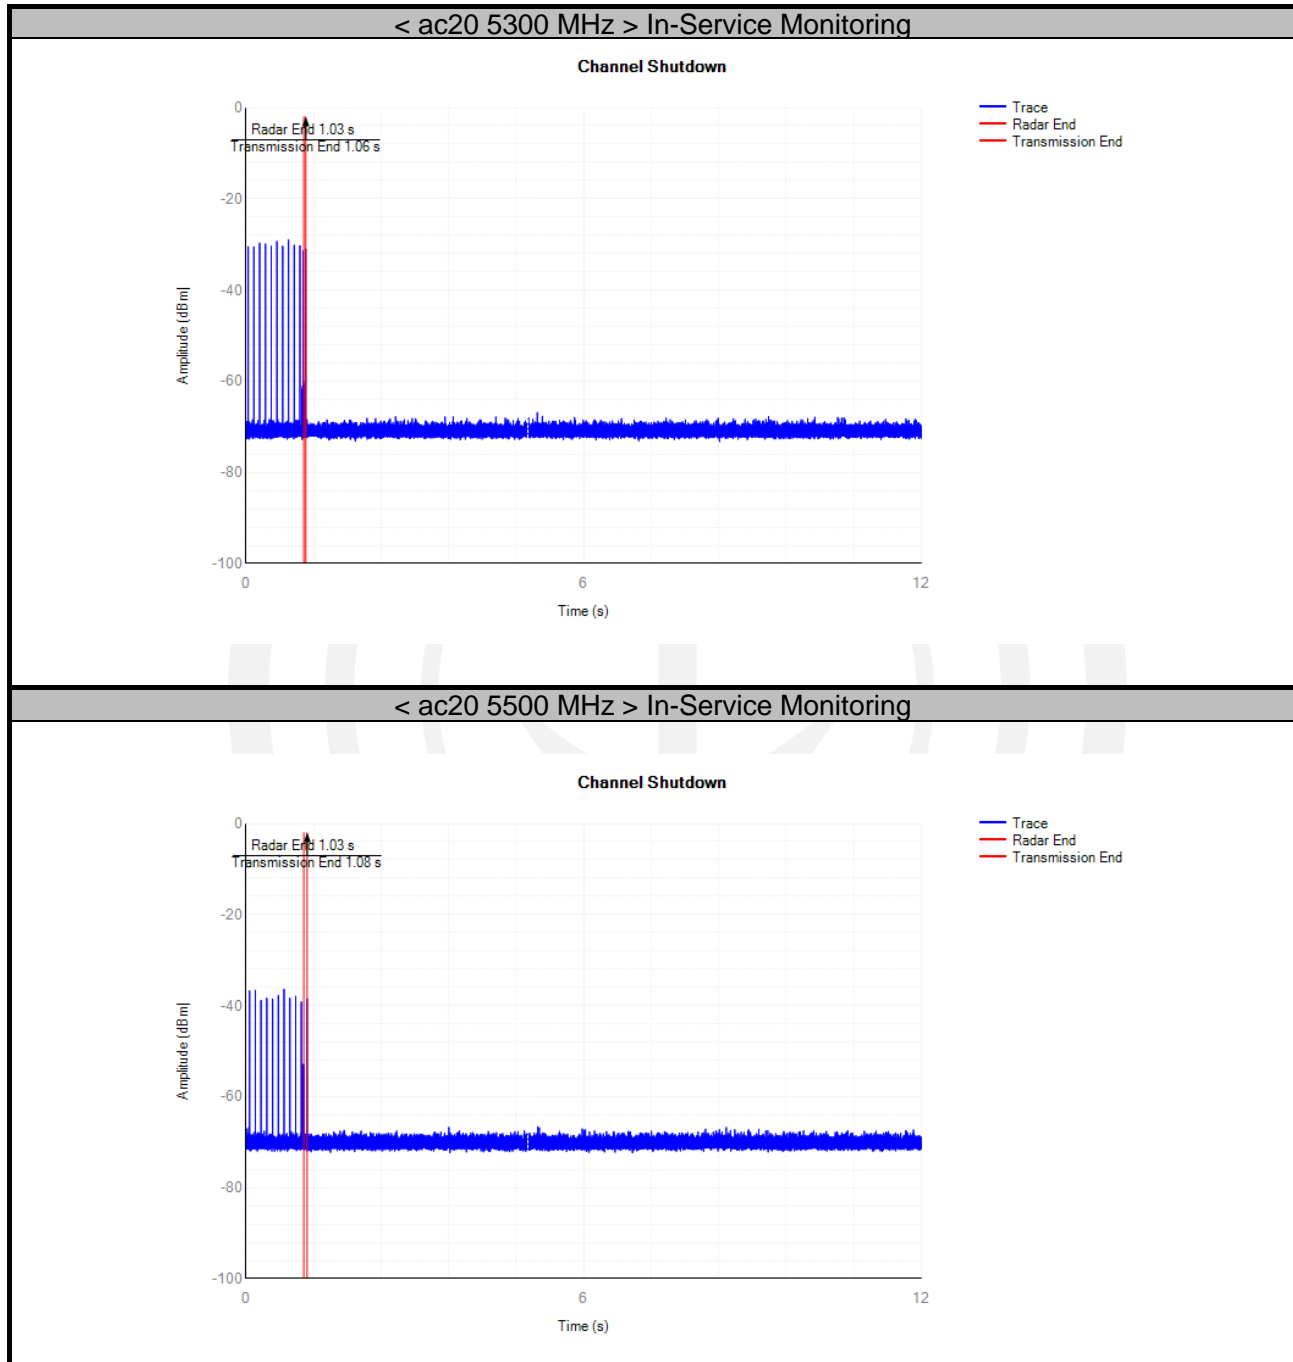 < ac20 5300 MHz > In-Service Monitoring
Channel Shutdown
Trace
Radar End
Transmission End
Radar End 1.03 s
Transmission End 1.06 s
0
-20
-40
-60
-80
-100
Amplitude (dBm)
0 6 12
Time (s)
< ac20 5500 MHz > In-Service Monitoring
Channel Shutdown
Trace
Radar End
Transmission End
Radar End 1.03 s
Transmission End 1.08 s
0
-20
-40
-60
-80
-100
Amplitude (dBm)
0 6 12
Time (s)